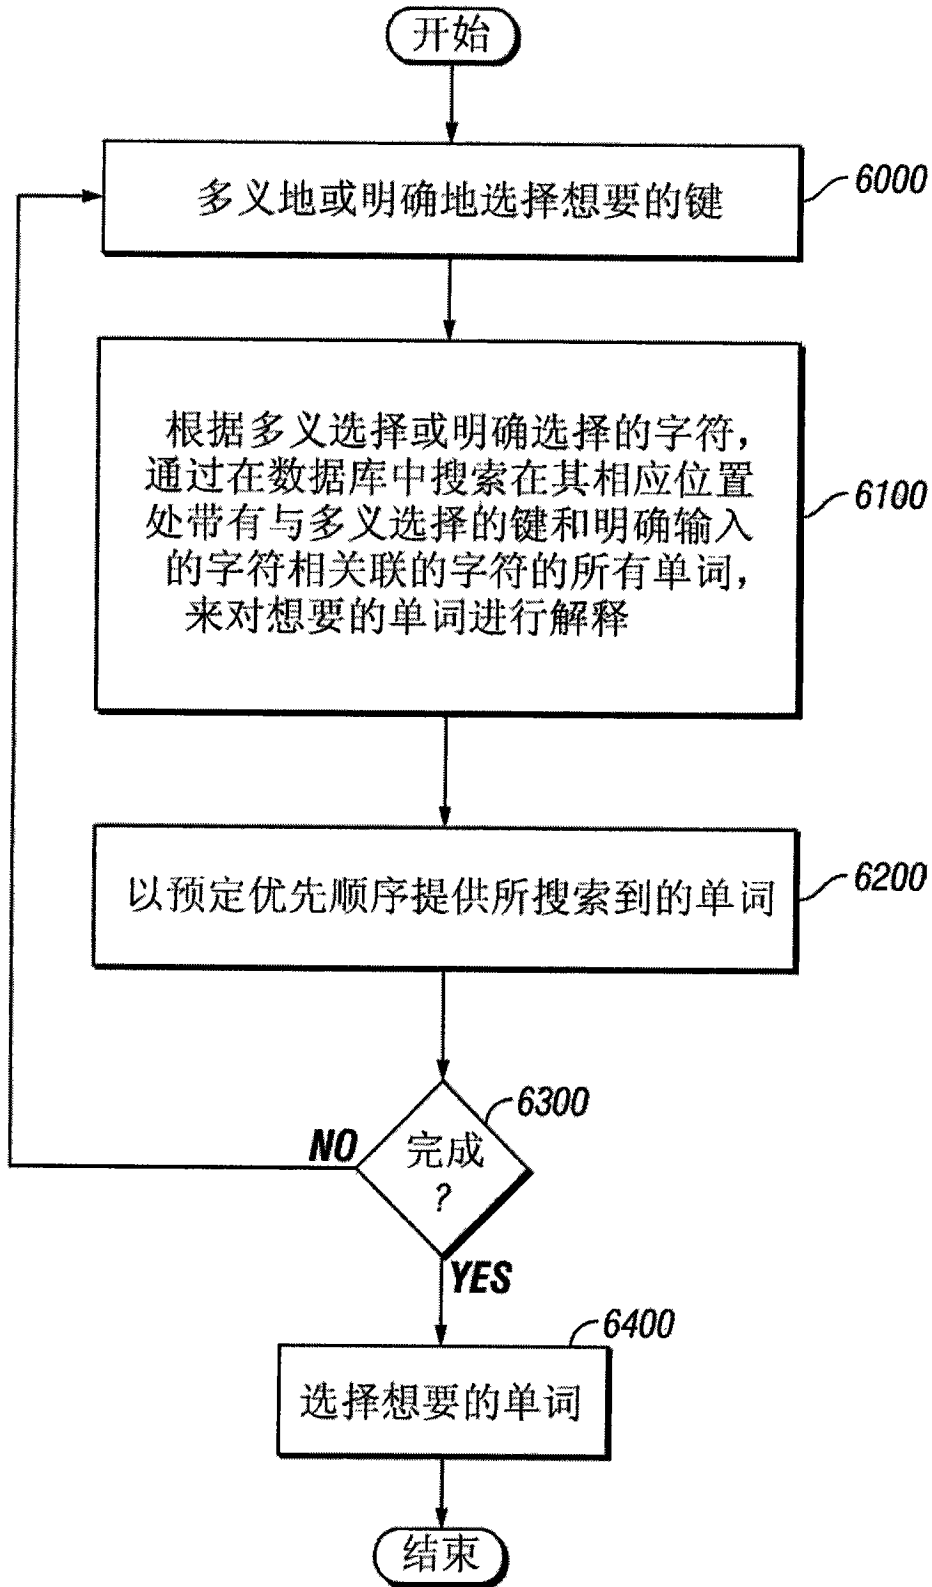 开始
多义地或明确地选择想要的键
6000
根据多义选择或明确选择的字符，
通过在数据库中搜索在其相应位置
处带有与多义选择的键和明确输入
的字符相关联的字符的所有单词，
来对想要的单词进行解释
6100
以预定优先顺序提供所搜索到的单词
6200
6300
NO
完成
?
YES
6400
选择想要的单词
结束